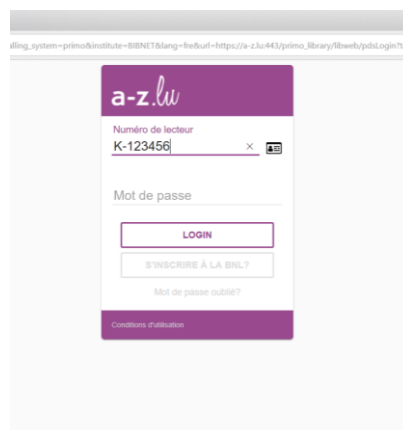 alling_system=primo&institute=BIBNET&lang=fre&url=https://a-z.lu:443/primo_library/libweb/pdsLogin?t
a-z.lu
Numéro de lecteur
K-123456
Mot de passe
LOGIN
S'INSCRIRE À LA BNL?
Mot de passe oublié?
Conditions d'utilisation